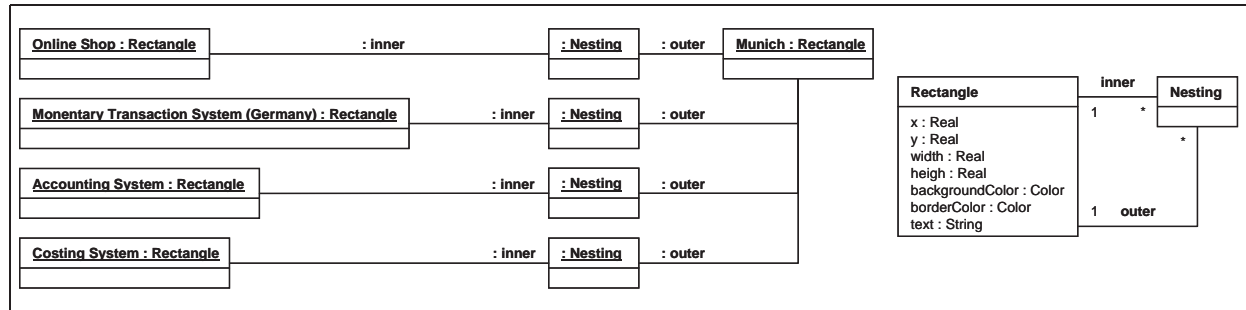 Online Shop : Rectangle
: inner
: Nesting
: outer
Munich : Rectangle
Monentary Transaction System (Germany) : Rectangle
: inner
: Nesting
: outer
Accounting System : Rectangle
: inner
: Nesting
: outer
Costing System : Rectangle
: inner
: Nesting
: outer
Rectangle
x : Real
y : Real
width : Real
heigh : Real
backgroundColor : Color
borderColor : Color
text : String
inner
1 *
Nesting
*
1 outer